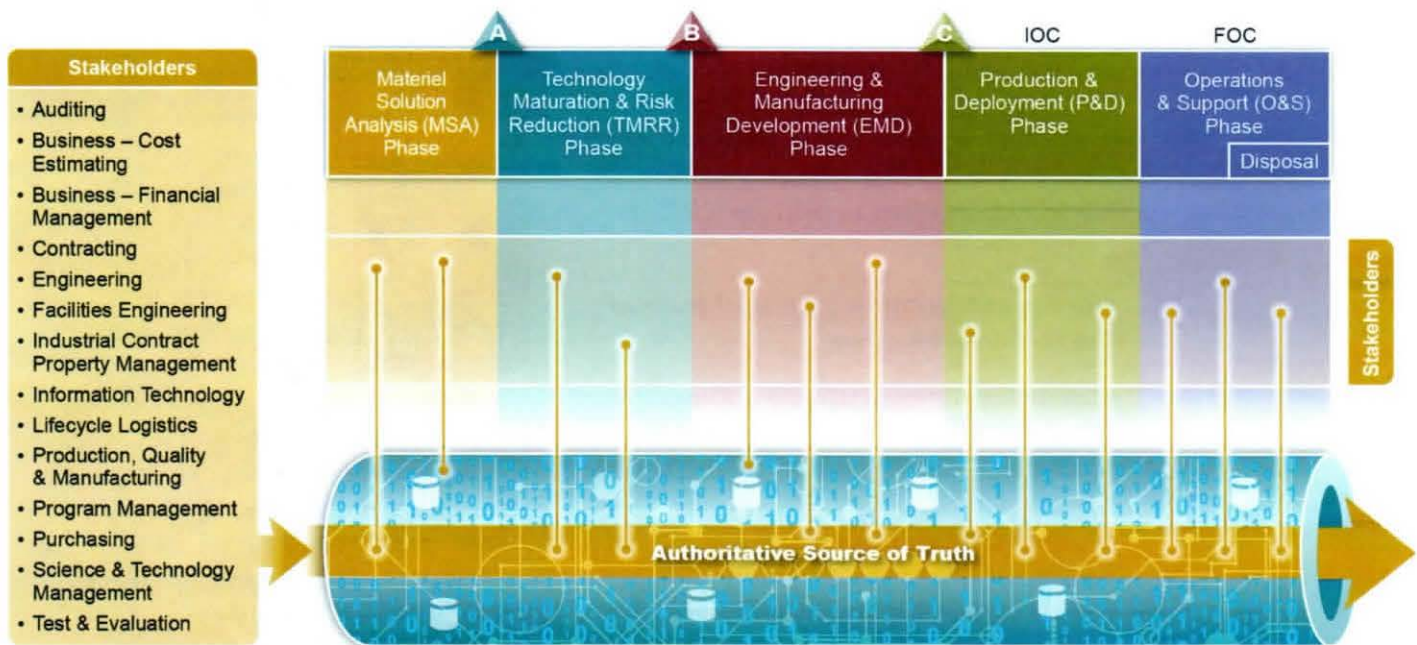 Stakeholders
• Auditing
• Business – Cost
Estimating
• Business – Financial
Management
• Contracting
• Engineering
• Facilities Engineering
• Industrial Contract
Property Management
• Information Technology
• Lifecycle Logistics
• Production, Quality
& Manufacturing
• Program Management
• Purchasing
• Science & Technology
Management
• Test & Evaluation
A
B
C
IOC
FOC
Materiel
Solution
Analysis (MSA)
Phase
Technology
Maturation & Risk
Reduction (TMRR)
Phase
Engineering &
Manufacturing
Development (EMD)
Phase
Production &
Deployment (P&D)
Phase
Operations
& Support (O&S)
Phase
Disposal
Stakeholders
Authoritative Source of Truth